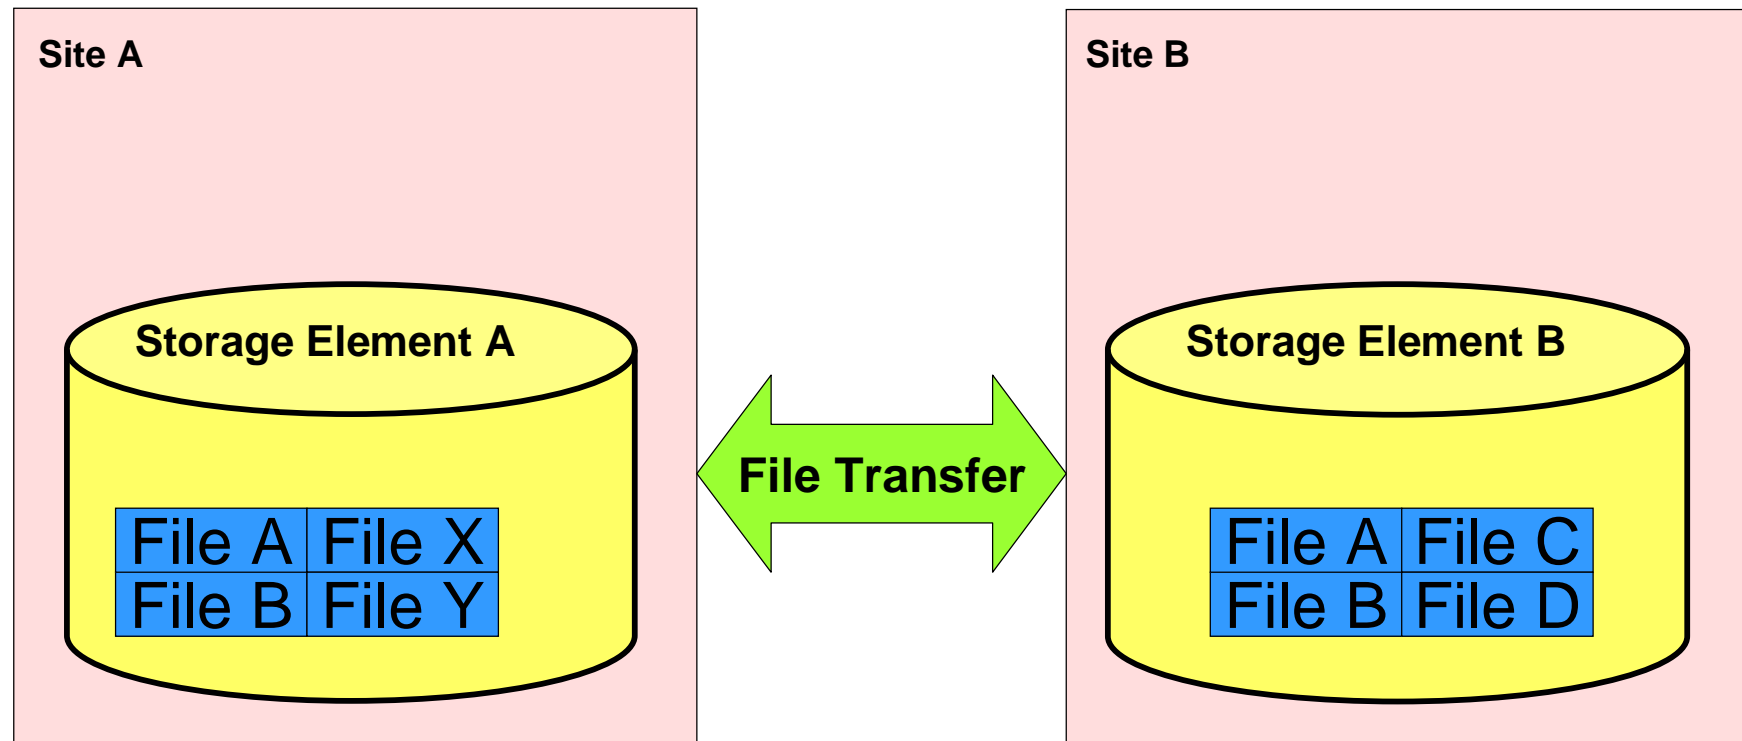 Site A
Storage Element A
File A File X
File B File Y
File Transfer
Site B
Storage Element B
File A File C
File B File D